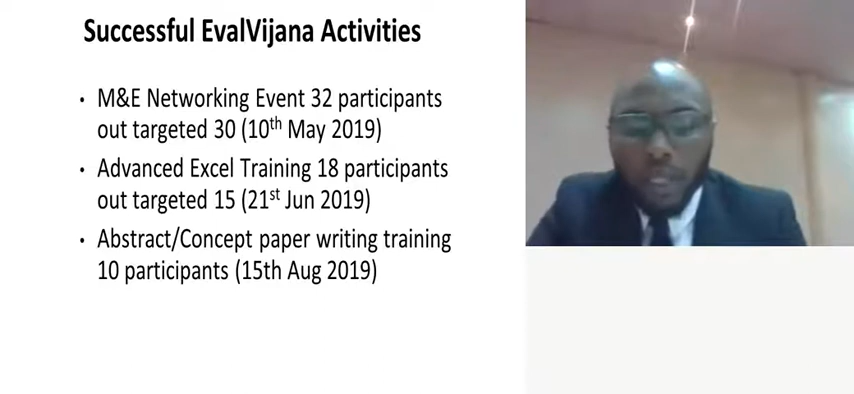 Successful EvalVijana Activities
• M&E Networking Event 32 participants
out targeted 30 (10th May 2019)
• Advanced Excel Training 18 participants
out targeted 15 (21st Jun 2019)
• Abstract/Concept paper writing training
10 participants (15th Aug 2019)